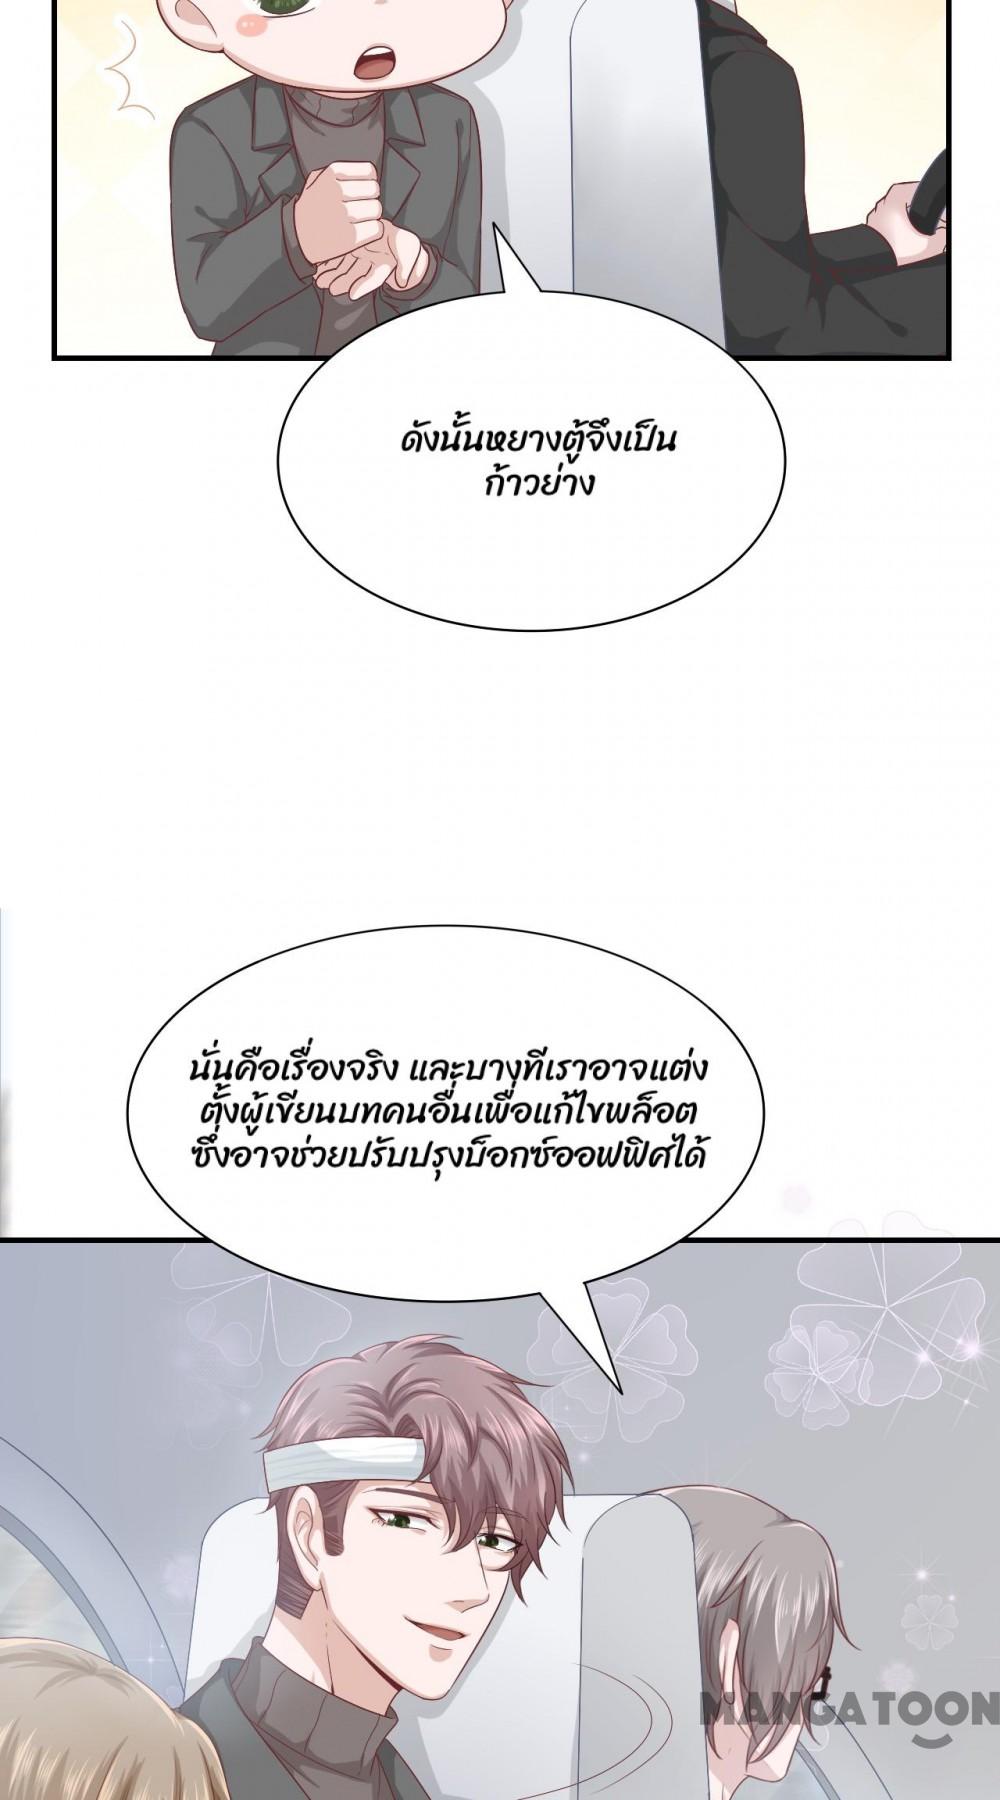 ดังนั้นหยางตู้จึงเป็น
ก้าวย่าง
นั่นคือเรื่องจริง และบางทีเราอาจแต่ง
ตั้งผู้เขียนบทคนอื่นเพื่อแก้ไขพล็อต
ซึ่งอาจช่วยปรับปรุงบ็อกซ์ออฟฟิศได้
MANGATOON